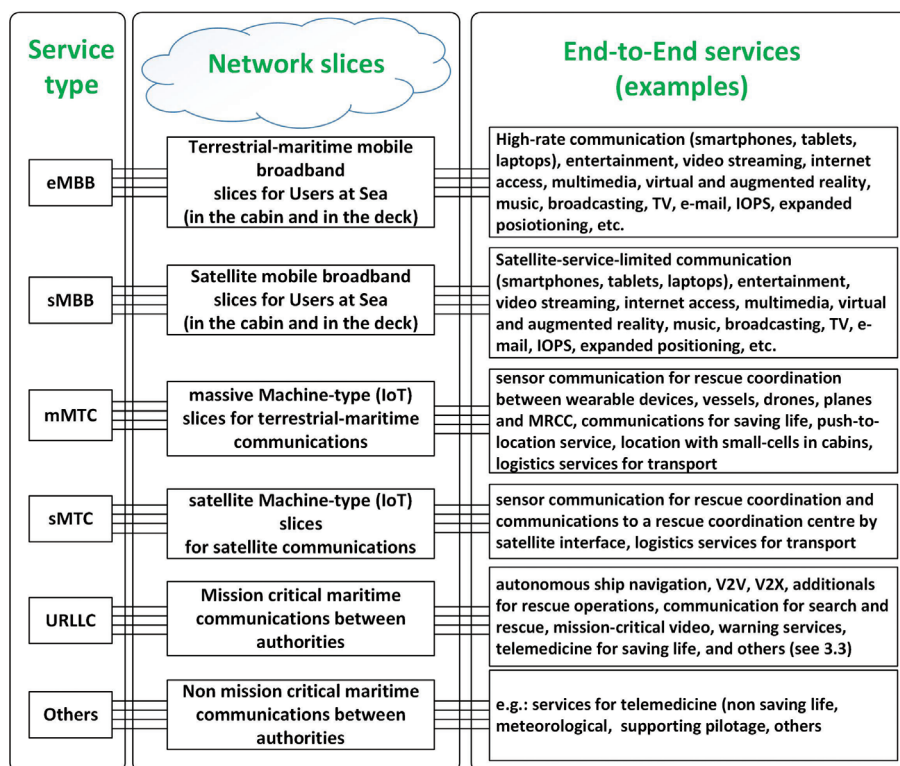 Service
type
Network slices
End-to-End services
(examples)
eMBB
Terrestrial-maritime mobile
broadband
slices for Users at Sea
(in the cabin and in the deck)
High-rate communication (smartphones, tablets,
laptops), entertainment, video streaming, internet
access, multimedia, virtual and augmented reality,
music, broadcasting, TV, e-mail, IOPS, expanded
posiotioning, etc.
sMBB
Satellite mobile broadband
slices for Users at Sea
(in the cabin and in the deck)
Satellite-service-limited communication
(smartphones, tablets, laptops), entertainment,
video streaming, internet access, multimedia, virtual
and augmented reality, music, broadcasting, TV, e-
mail, IOPS, expanded positioning, etc.
mMTC
massive Machine-type (IoT)
slices for terrestrial-maritime
communications
sensor communication for rescue coordination
between wearable devices, vessels, drones, planes
and MRCC, communications for saving life, push-to-
location service, location with small-cells in cabins,
logistics services for transport
sMTC
satellite Machine-type (IoT)
slices
for satellite communications
sensor communication for rescue coordination and
communications to a rescue coordination centre by
satellite interface, logistics services for transport
URLLC
Mission critical maritime
communications between
authorities
autonomous ship navigation, V2V, V2X, additionals
for rescue operations, communication for search and
rescue, mission-critical video, warning services,
telemedicine for saving life, and others (see 3.3)
Others
Non mission critical maritime
communications between
authorities
e.g.: services for telemedicine (non saving life,
meteorological, supporting pilotage, others